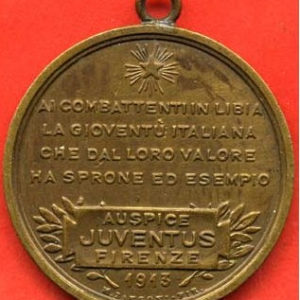 AI COMBATTENTI IN LIBIA
LA GIOVENTÙ ITALIANA
CHE DAL LORO VALORE
HA SPRONE ED ESEMPIO
AUSPICE
JUVENTUS
FIRENZE
1913